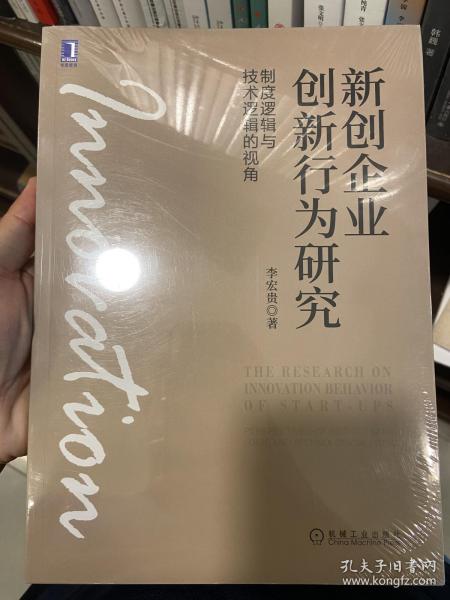 新创企业
创新行为研究
制度逻辑与
技术逻辑的视角
李宏贵◎著
Innovation
THE RESEARCH ON
INNOVATION BEHAVIOR
OF START-UPS
机械工业出版社
China Machine Press
孔夫子旧书网
www.kongfz.com